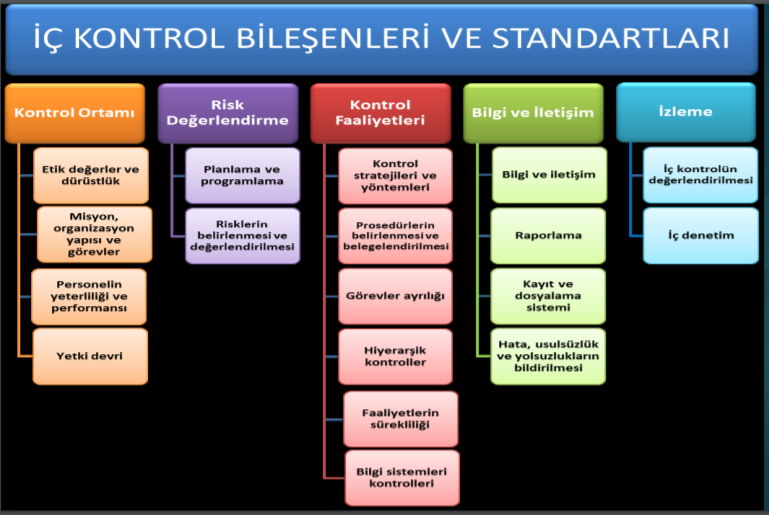 İÇ KONTROL BİLEŞENLERİ VE STANDARTLARI
Kontrol Ortamı
Etik değerler ve
dürüstlük
Misyon,
organizasyon
yapısı ve
görevler
Personelin
yeterliliği ve
performansı
Yetki devri
Risk
Değerlendirme
Planlama ve
programlama
Risklerin
belirlenmesi ve
değerlendirilmesi
Kontrol
Faaliyetleri
Kontrol
stratejileri ve
yöntemleri
Prosedürlerin
belirlenmesi ve
belegelendirilmesi
Görevler ayrılığı
Hiyerarşik
kontroller
Faaliyetlerin
sürekliliği
Bilgi sistemleri
kontrolleri
Bilgi ve İletişim
Bilgi ve iletişim
Raporlama
Kayıt ve
dosyalama
sistemi
Hata, usulsüzlük
ve yolsuzlukların
bildirilmesi
İzleme
İç kontrolün
değerlendirilmesi
İç denetim